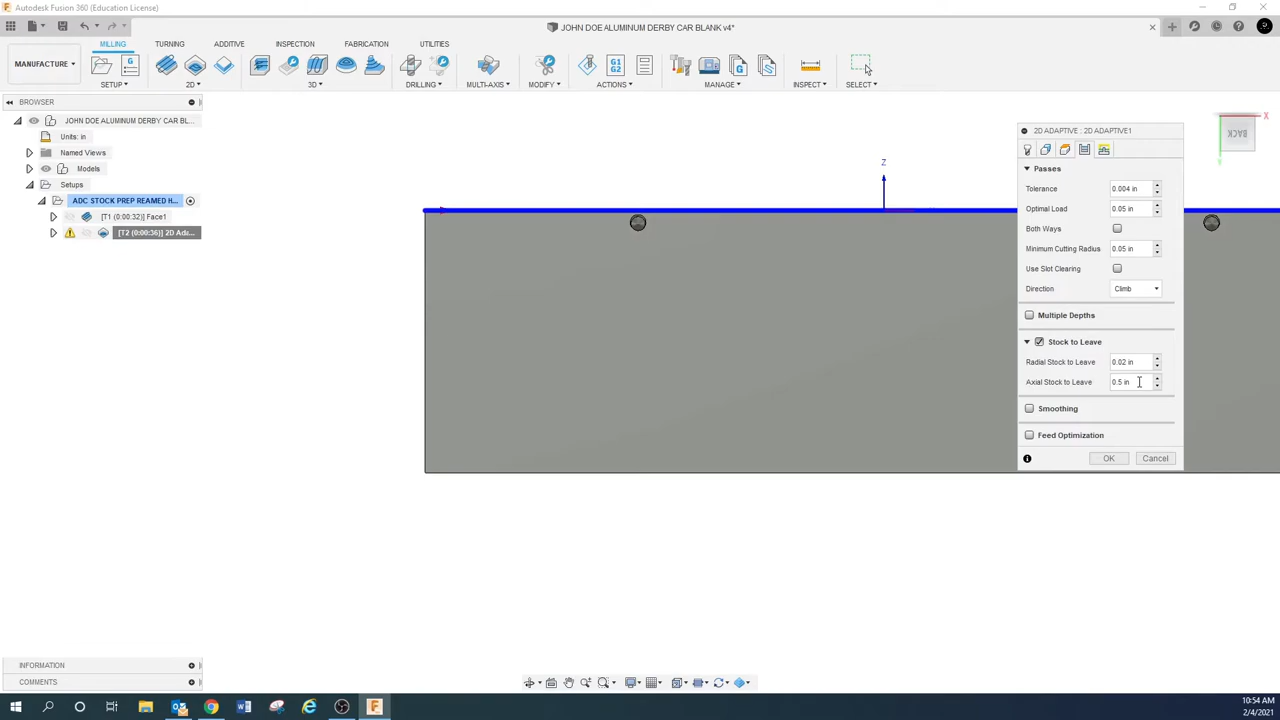 Autodesk Fusion 360 (Education License)
JOHN DOE ALUMINUM DERBY CAR BLANK v4*
MILLING TURNING ADDITIVE INSPECTION FABRICATION UTILITIES
MANUFACTURE
SETUP 2D 3D DRILLING MULTI-AXIS MODIFY ACTIONS MANAGE INSPECT SELECT
G1
G2
BROWSER
JOHN DOE ALUMINUM DERBY CAR BL...
Units: in
Named Views
Models
Setups
ADC STOCK PREP REAMED H...
[T1 (0:00:32)] Face1
[T2 (0:00:36)] 2D Ada...
Z
BACK
X
2D ADAPTIVE : 2D ADAPTIVE1
Passes
Tolerance 0.004 in
Optimal Load 0.05 in
Both Ways
Minimum Cutting Radius 0.05 in
Use Slot Clearing
Direction Climb
Multiple Depths
Stock to Leave
Radial Stock to Leave 0.02 in
Axial Stock to Leave 0.5 in
Smoothing
Feed Optimization
OK Cancel
INFORMATION
COMMENTS
10:54 AM
2/4/2021